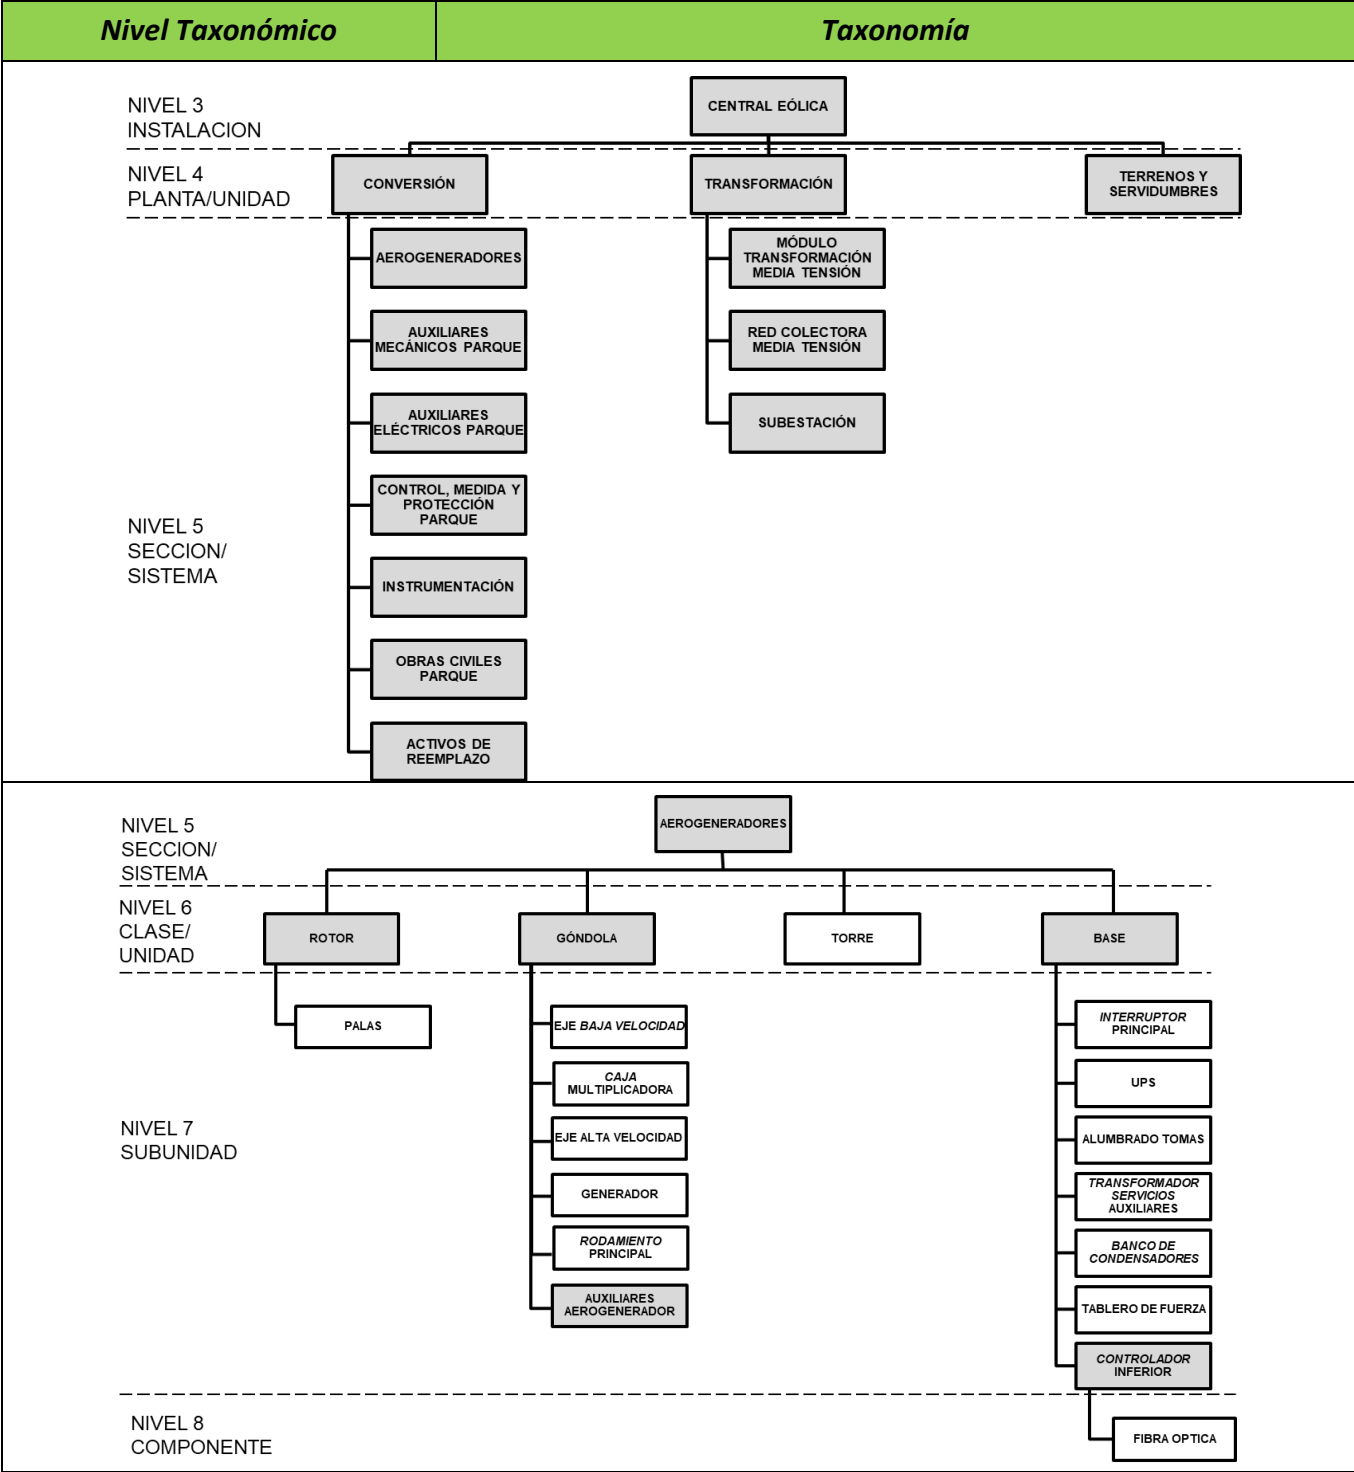 Nivel Taxonómico
Taxonomía
NIVEL 3
INSTALACION
CENTRAL EÓLICA
NIVEL 4
PLANTA/UNIDAD
CONVERSIÓN
TRANSFORMACIÓN
TERRENOS Y
SERVIDUMBRES
NIVEL 5
SECCION/
SISTEMA
AEROGENERADORES
AUXILIARES
MECÁNICOS PARQUE
AUXILIARES
ELÉCTRICOS PARQUE
CONTROL, MEDIDA Y
PROTECCIÓN
PARQUE
INSTRUMENTACIÓN
OBRAS CIVILES
PARQUE
ACTIVOS DE
REEMPLAZO
MÓDULO
TRANSFORMACIÓN
MEDIA TENSIÓN
RED COLECTORA
MEDIA TENSIÓN
SUBESTACIÓN
NIVEL 5
SECCION/
SISTEMA
AEROGENERADORES
NIVEL 6
CLASE/
UNIDAD
ROTOR
GÓNDOLA
TORRE
BASE
NIVEL 7
SUBUNIDAD
PALAS
EJE BAJA VELOCIDAD
CAJA
MULTIPLICADORA
EJE ALTA VELOCIDAD
GENERADOR
RODAMIENTO
PRINCIPAL
AUXILIARES
AEROGENERADOR
INTERRUPTOR
PRINCIPAL
UPS
ALUMBRADO TOMAS
TRANSFORMADOR
SERVICIOS
AUXILIARES
BANCO DE
CONDENSADORES
TABLERO DE FUERZA
CONTROLADOR
INFERIOR
NIVEL 8
COMPONENTE
FIBRA OPTICA